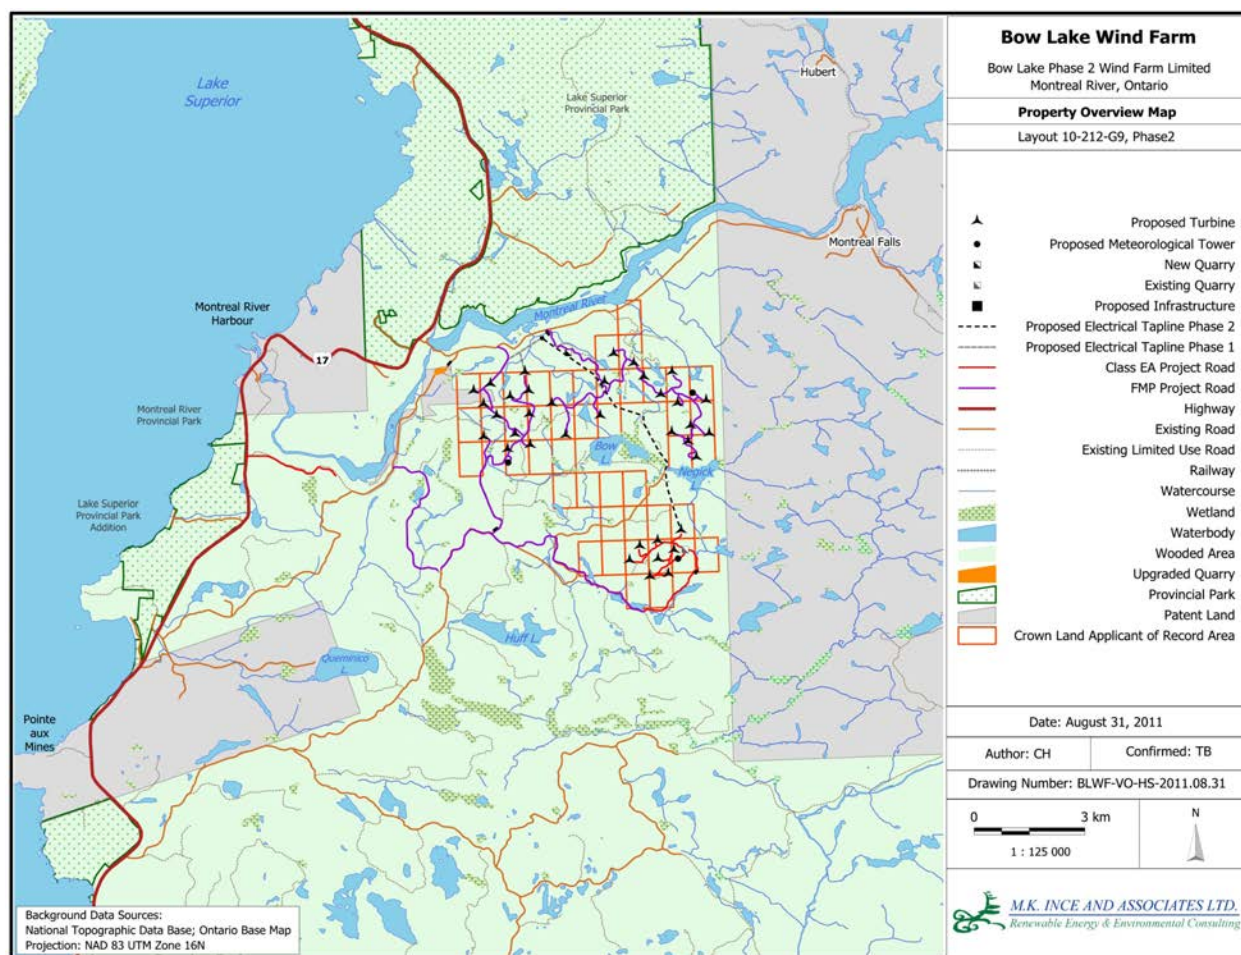 Lake
Superior
Hubert
Lake Superior
Provincial Park
Montreal Falls
Montreal River
Harbour
Montreal River
17
Montreal River
Provincial Park
Bow
L.
Negick
Lake Superior
Provincial Park
Addition
Huff L.
Queminico
L.
Pointe
aux
Mines
Background Data Sources:
National Topographic Data Base; Ontario Base Map
Projection: NAD 83 UTM Zone 16N
Bow Lake Wind Farm
Bow Lake Phase 2 Wind Farm Limited
Montreal River, Ontario
Property Overview Map
Layout 10-212-G9, Phase2
Proposed Turbine
Proposed Meteorological Tower
New Quarry
Existing Quarry
Proposed Infrastructure
Proposed Electrical Tapline Phase 2
Proposed Electrical Tapline Phase 1
Class EA Project Road
FMP Project Road
Highway
Existing Road
Existing Limited Use Road
Railway
Watercourse
Wetland
Waterbody
Wooded Area
Upgraded Quarry
Provincial Park
Patent Land
Crown Land Applicant of Record Area
Date: August 31, 2011
Author: CH
Confirmed: TB
Drawing Number: BLWF-VO-HS-2011.08.31
0 3 km
1 : 125 000
N
M.K. INCE AND ASSOCIATES LTD.
Renewable Energy & Environmental Consulting